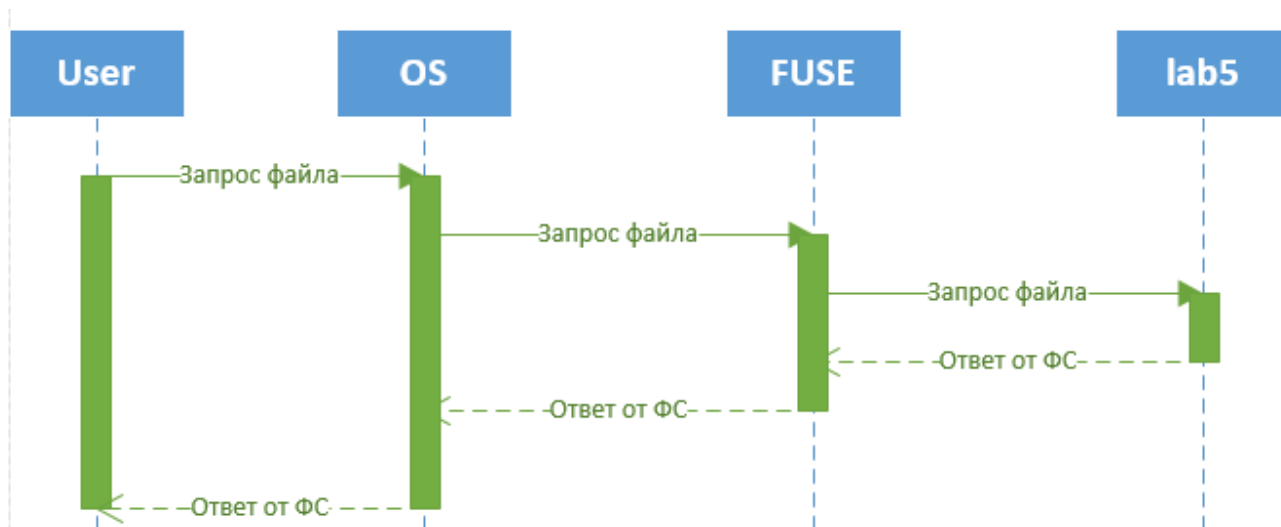 User
OS
FUSE
lab5
Запрос файла
Запрос файла
Запрос файла
Ответ от ФС
Ответ от ФС
Ответ от ФС